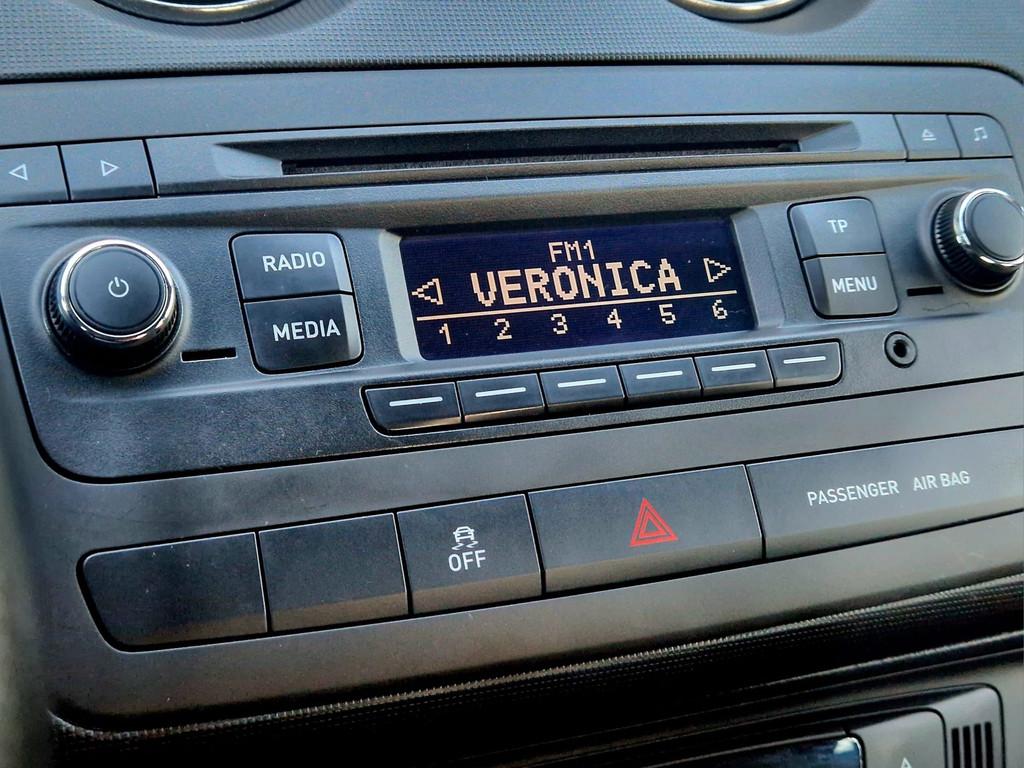 RADIO
MEDIA
FM1
VERONICA
1 2 3 4 5 6
TP
MENU
OFF
PASSENGER AIR BAG